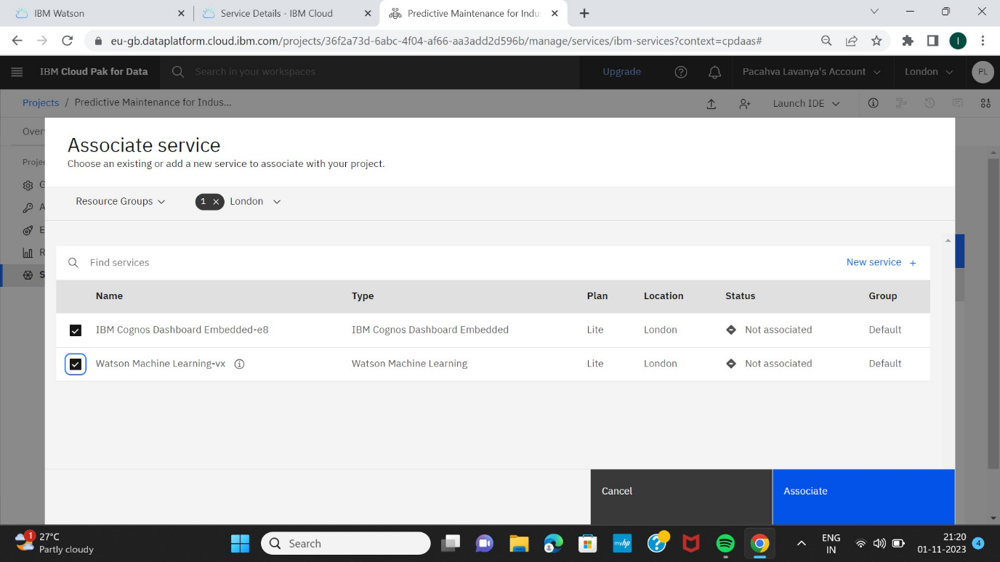 IBM Watson
Service Details - IBM Cloud
Predictive Maintenance for Indu
eu-gb.dataplatform.cloud.ibm.com/projects/36f2a73d-6abc-4f04-af66-aa3add2d596b/manage/services/ibm-services?context=cpdaas#
I
IBM Cloud Pak for Data
Search in your workspaces
Upgrade
Pacahva Lavanya's Account
London
PL
Projects / Predictive Maintenance for Indus...
Launch IDE
Over
Associate service
Choose an existing or add a new service to associate with your project.
Proje
G
A
E
R
S
Resource Groups
1 × London
Find services
New service +
Name Type Plan Location Status Group
IBM Cognos Dashboard Embedded-e8 IBM Cognos Dashboard Embedded Lite London Not associated Default
Watson Machine Learning-vx Watson Machine Learning Lite London Not associated Default
Cancel
Associate
1
27°C
Partly cloudy
Search
myhp
ENG
IN
21:20
01-11-2023
4